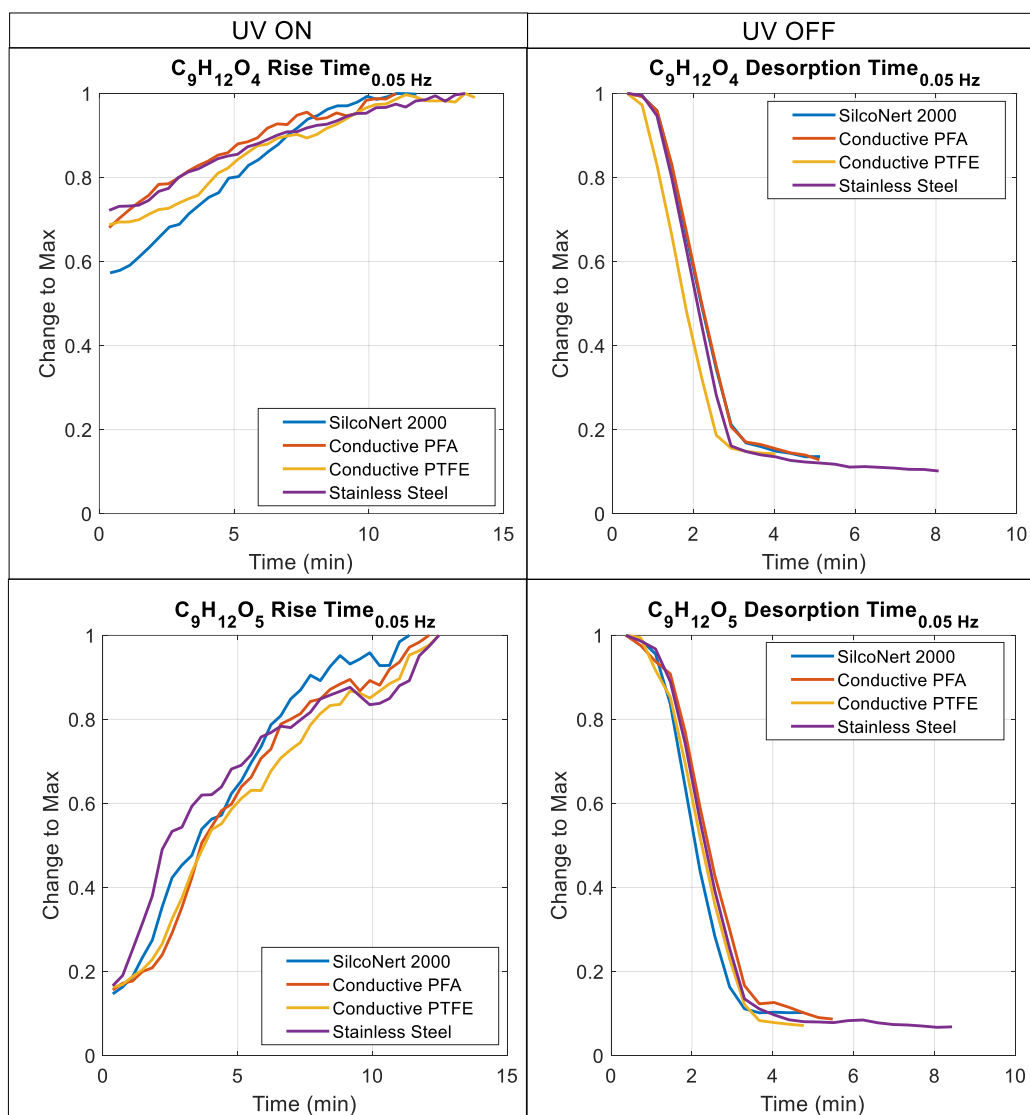 UV ON
UV OFF
C₉H₁₂O₄ Rise Time₀.₀₅ Hz
Change to Max
1
0.8
0.6
0.4
0.2
0
SilcoNert 2000
Conductive PFA
Conductive PTFE
Stainless Steel
0 5 10 15
Time (min)
C₉H₁₂O₄ Desorption Time₀.₀₅ Hz
Change to Max
1
0.8
0.6
0.4
0.2
0
SilcoNert 2000
Conductive PFA
Conductive PTFE
Stainless Steel
0 2 4 6 8 10
Time (min)
C₉H₁₂O₅ Rise Time₀.₀₅ Hz
Change to Max
1
0.8
0.6
0.4
0.2
0
SilcoNert 2000
Conductive PFA
Conductive PTFE
Stainless Steel
0 5 10 15
Time (min)
C₉H₁₂O₅ Desorption Time₀.₀₅ Hz
Change to Max
1
0.8
0.6
0.4
0.2
0
SilcoNert 2000
Conductive PFA
Conductive PTFE
Stainless Steel
0 2 4 6 8 10
Time (min)